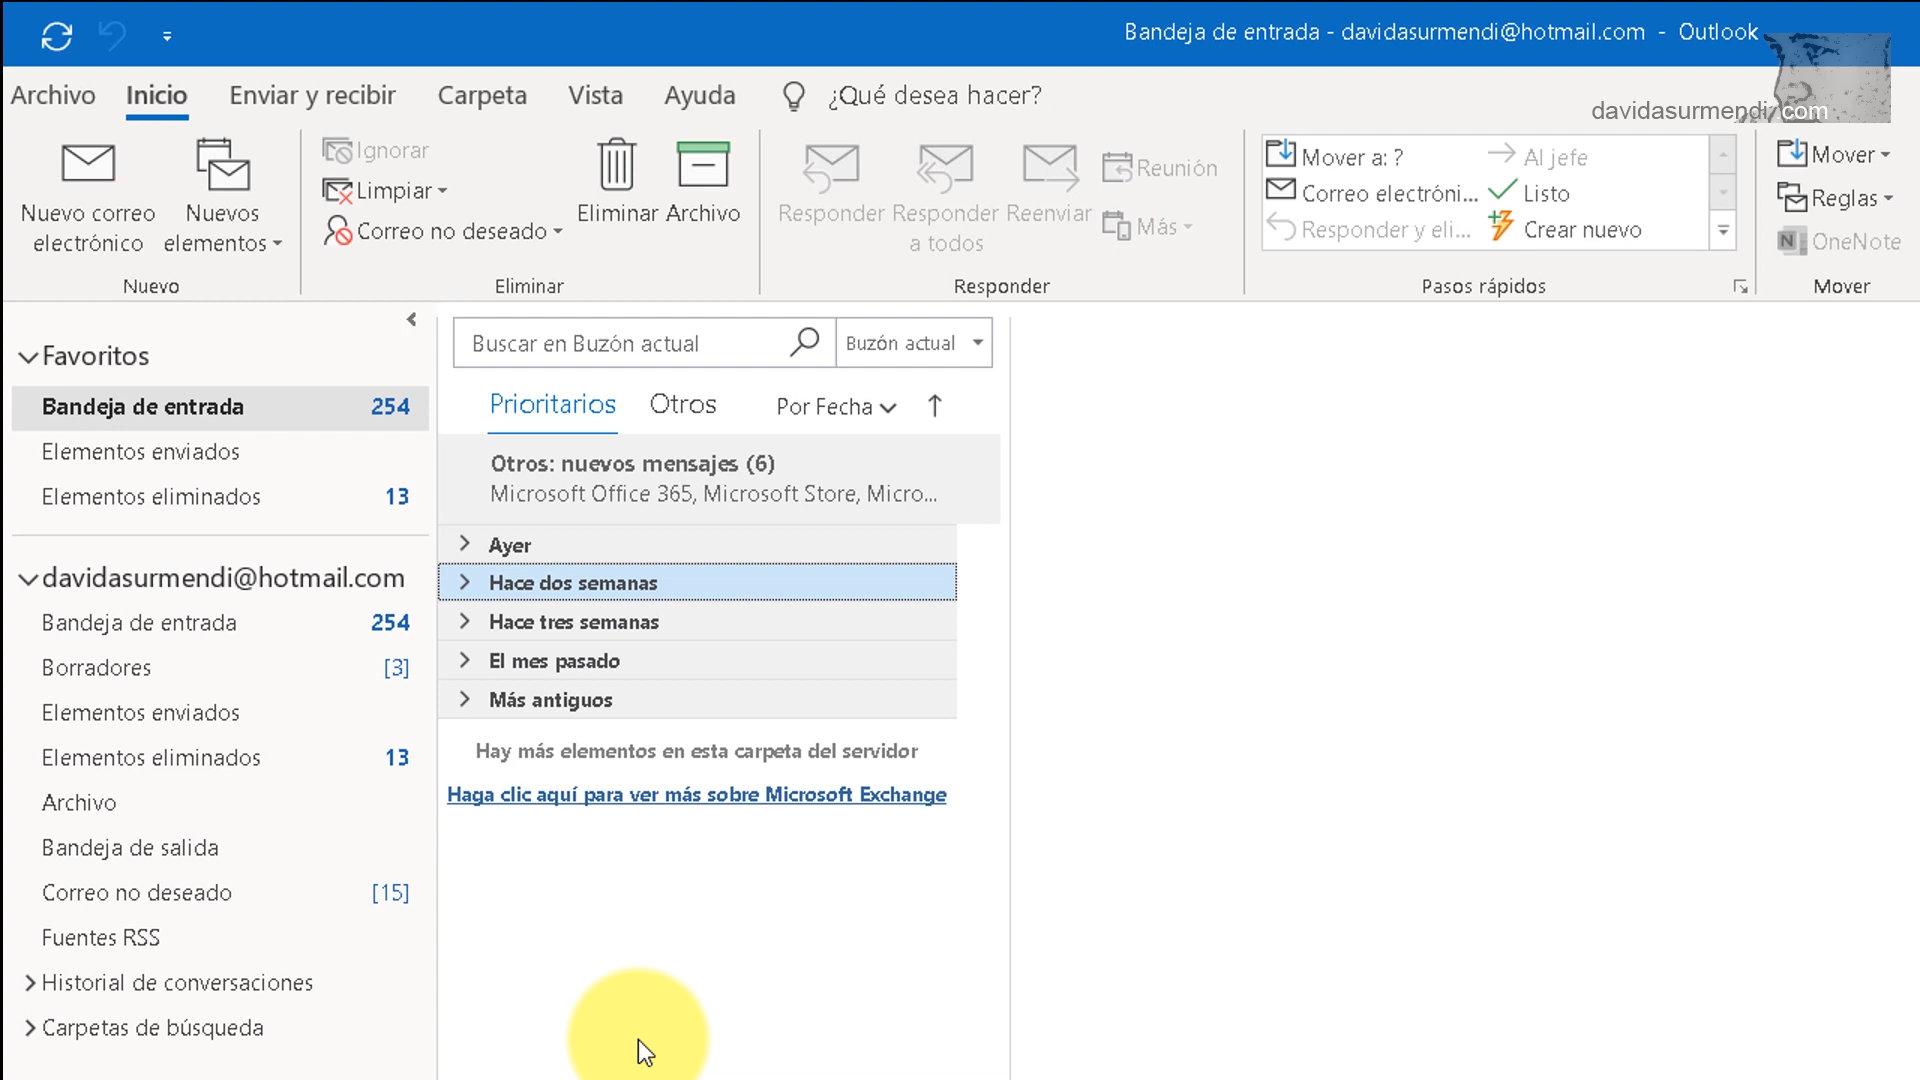 Bandeja de entrada - davidasurmendi@hotmail.com - Outlook
Archivo Inicio Enviar y recibir Carpeta Vista Ayuda ¿Qué desea hacer?
davidasurmendi.com
Nuevo correo electrónico
Nuevos elementos
Nuevo
Ignorar
Limpiar
Correo no deseado
Eliminar
Archivo
Eliminar
Responder
Responder a todos
Reenviar
Reunión
Más
Responder
Mover a: ?
Correo electróni...
Responder y eli...
Al jefe
Listo
Crear nuevo
Pasos rápidos
Mover
Reglas
OneNote
Mover
Favoritos
Bandeja de entrada 254
Elementos enviados
Elementos eliminados 13
davidasurmendi@hotmail.com
Bandeja de entrada 254
Borradores [3]
Elementos enviados
Elementos eliminados 13
Archivo
Bandeja de salida
Correo no deseado [15]
Fuentes RSS
Historial de conversaciones
Carpetas de búsqueda
Buscar en Buzón actual Buzón actual
Prioritarios Otros Por Fecha
Otros: nuevos mensajes (6)
Microsoft Office 365, Microsoft Store, Micro...
Ayer
Hace dos semanas
Hace tres semanas
El mes pasado
Más antiguos
Hay más elementos en esta carpeta del servidor
Haga clic aquí para ver más sobre Microsoft Exchange